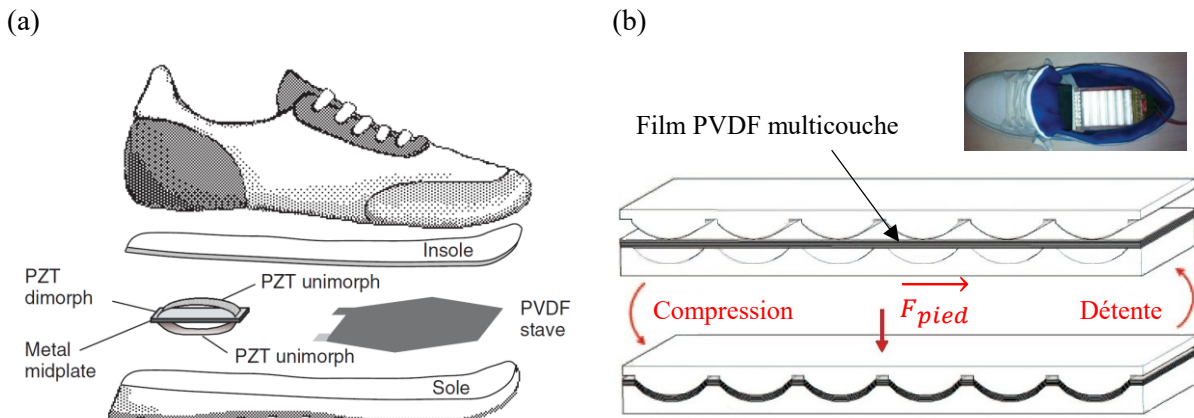 (a)
Insole
PZT
dimorph
PZT unimorph
Metal
midplate
PZT unimorph
PVDF
stave
Sole
(b)
Film PVDF multicouche
Compression
F_pied
Détente